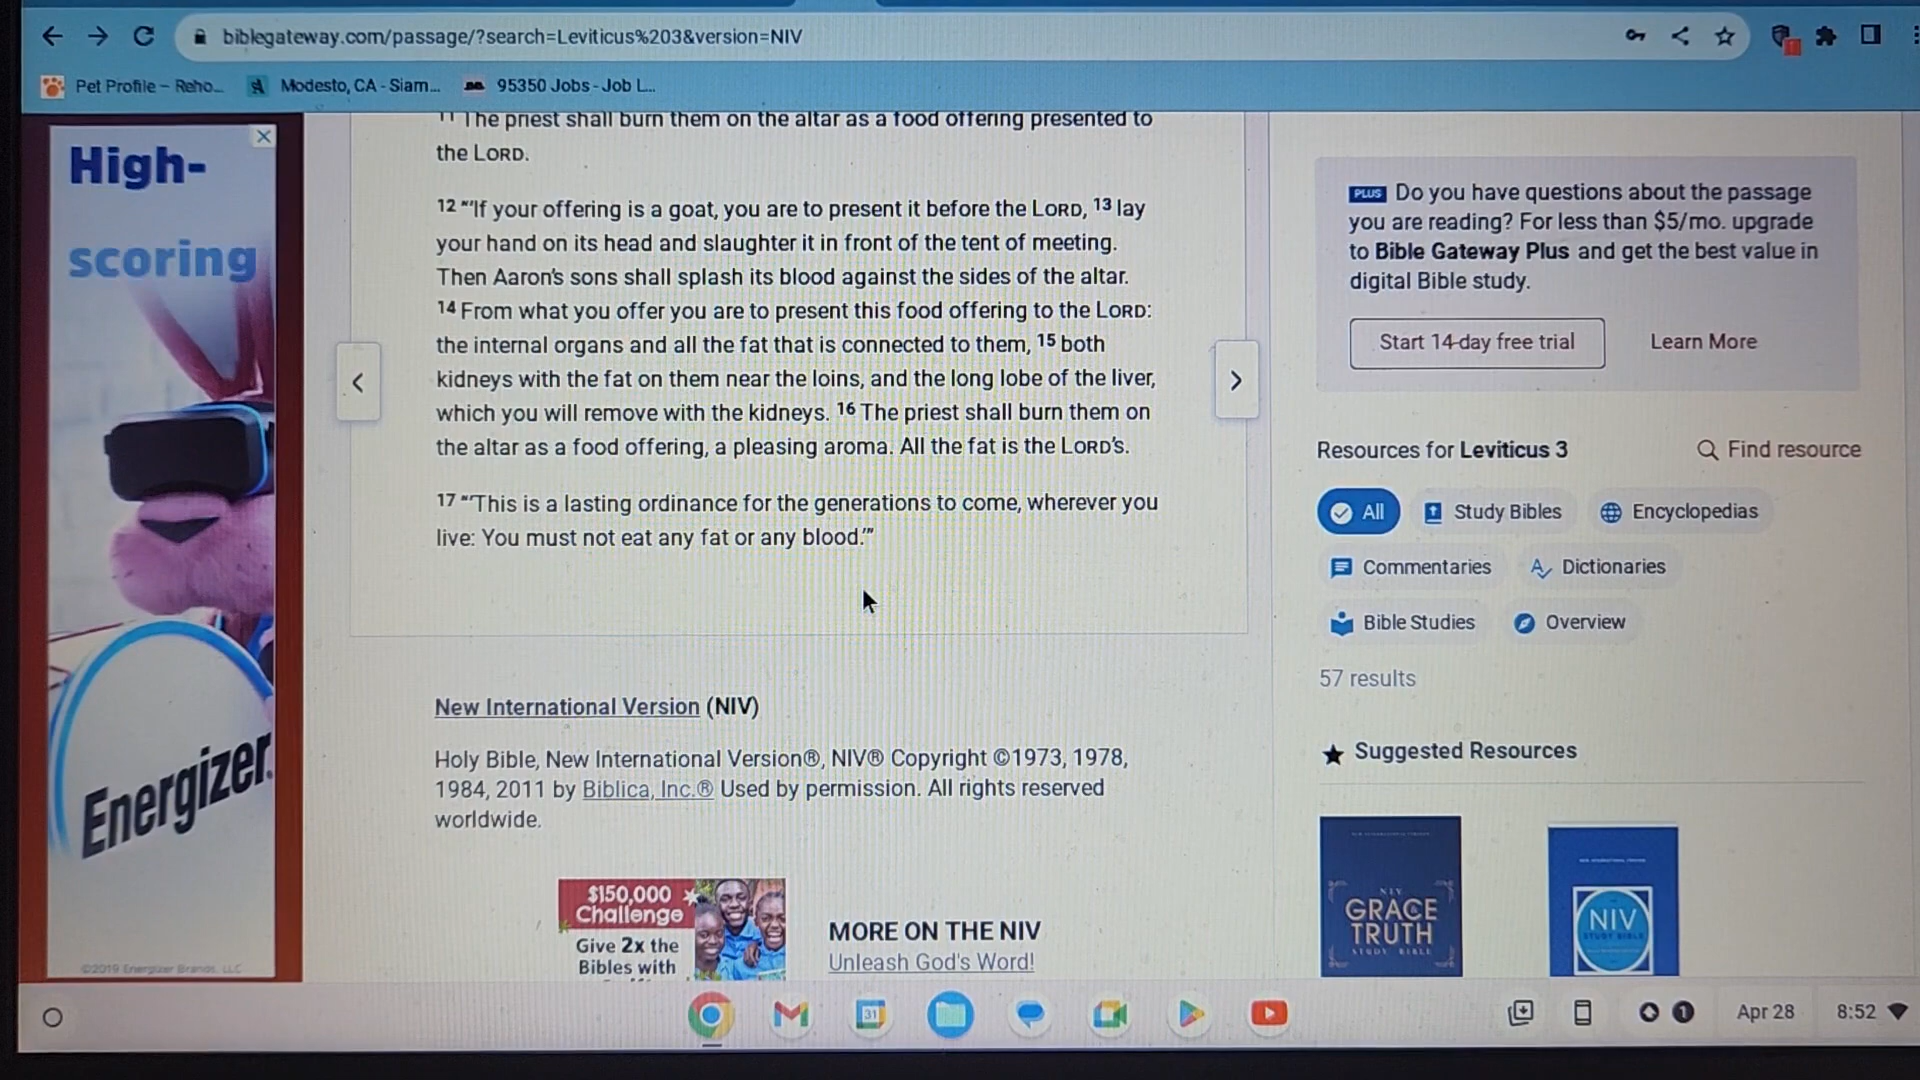 biblegateway.com/passage/?search=Leviticus%203&version=NIV
Pet Profile – Reho...
Modesto, CA - Siam...
95350 Jobs - Job L...
High-
scoring
Energizer
©2019 Energizer Brands, LLC
11 The priest shall burn them on the altar as a food offering presented to
the LORD.
12 “‘If your offering is a goat, you are to present it before the LORD, 13 lay
your hand on its head and slaughter it in front of the tent of meeting.
Then Aaron’s sons shall splash its blood against the sides of the altar.
14 From what you offer you are to present this food offering to the LORD:
the internal organs and all the fat that is connected to them, 15 both
kidneys with the fat on them near the loins, and the long lobe of the liver,
which you will remove with the kidneys. 16 The priest shall burn them on
the altar as a food offering, a pleasing aroma. All the fat is the LORD’s.
17 “‘This is a lasting ordinance for the generations to come, wherever you
live: You must not eat any fat or any blood.’”
New International Version (NIV)
Holy Bible, New International Version®, NIV® Copyright ©1973, 1978,
1984, 2011 by Biblica, Inc.® Used by permission. All rights reserved
worldwide.
$150,000
Challenge
Give 2x the
Bibles with
MORE ON THE NIV
Unleash God's Word!
PLUS Do you have questions about the passage
you are reading? For less than $5/mo. upgrade
to Bible Gateway Plus and get the best value in
digital Bible study.
Start 14-day free trial
Learn More
Resources for Leviticus 3
Find resource
All
Study Bibles
Encyclopedias
Commentaries
Dictionaries
Bible Studies
Overview
57 results
Suggested Resources
NIV
GRACE
TRUTH
STUDY BIBLE
NIV
STUDY BIBLE
31
1
Apr 28
8:52